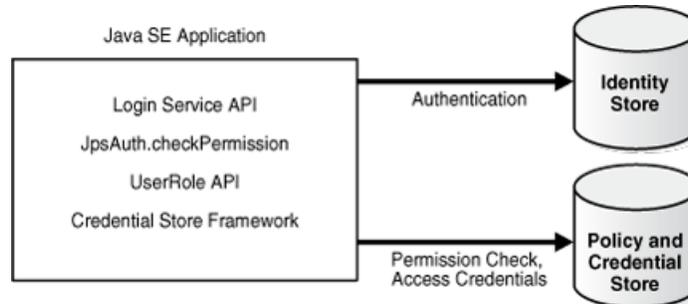 Java SE Application
Login Service API
JpsAuth.checkPermission
UserRole API
Credential Store Framework
Authentication
Identity
Store
Permission Check,
Access Credentials
Policy and
Credential
Store